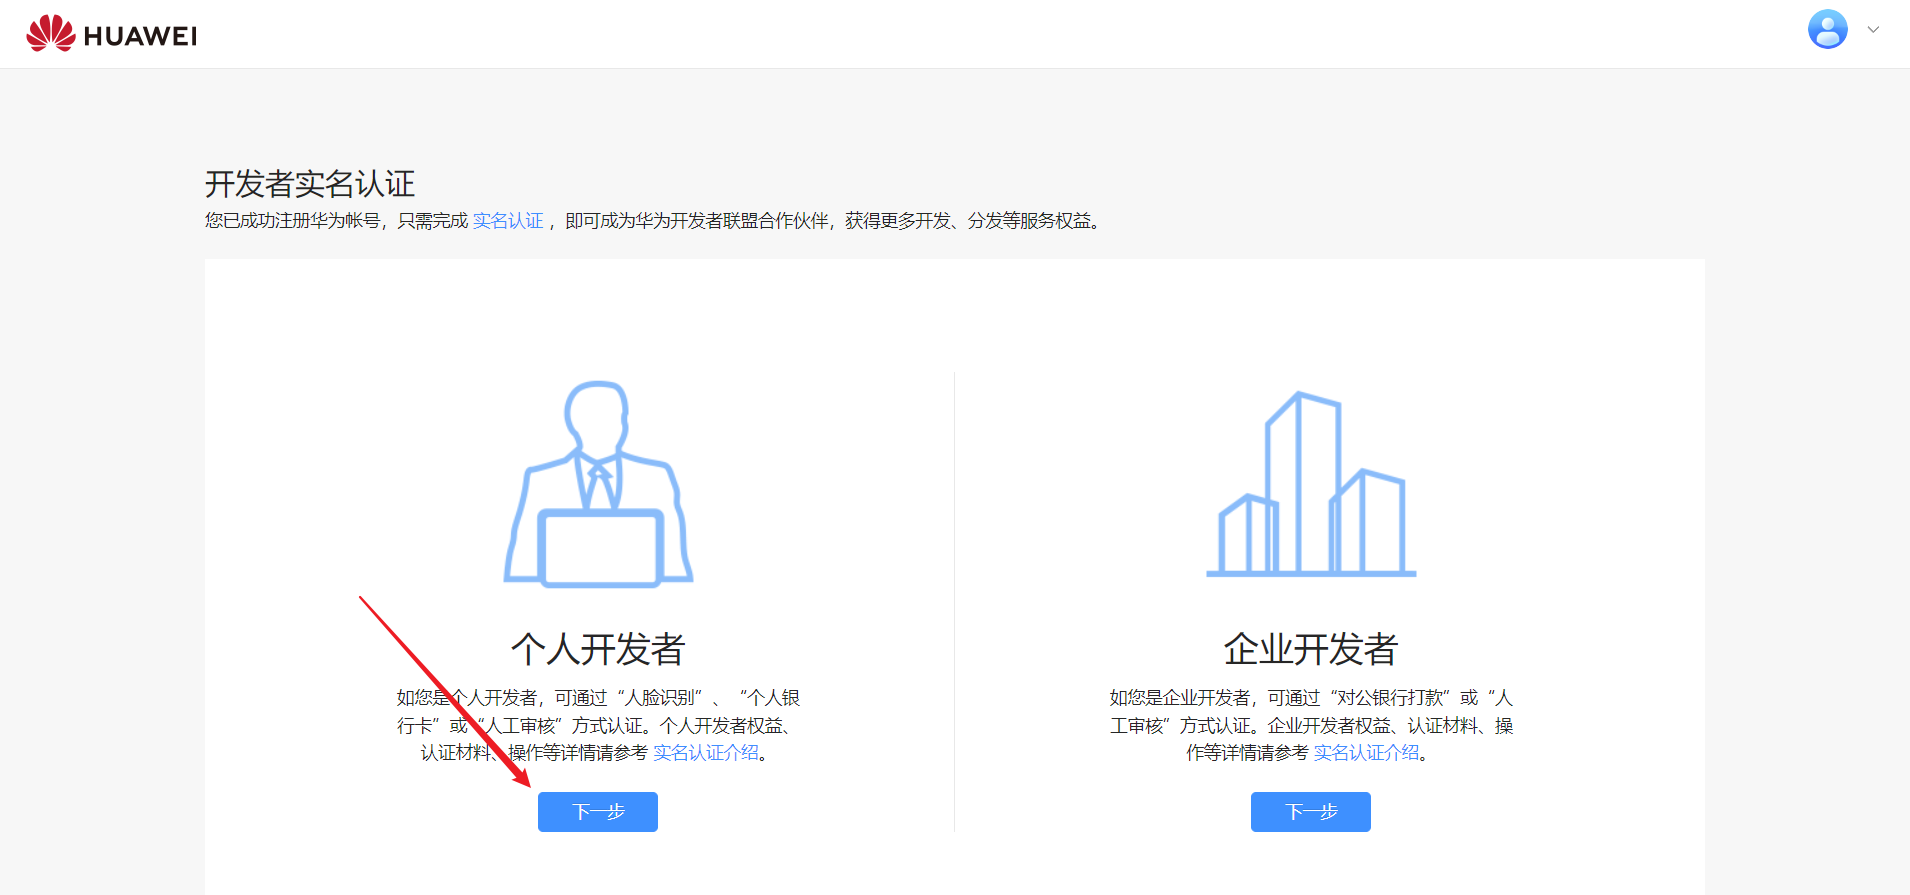 HUAWEI
开发者实名认证
您已成功注册华为帐号，只需完成 实名认证 ，即可成为华为开发者联盟合作伙伴，获得更多开发、分发等服务权益。
个人开发者
如您是个人开发者，可通过“人脸识别”、“个人银
行卡”或“人工审核”方式认证。个人开发者权益、
认证材料、操作等详情请参考 实名认证介绍。
下一步
企业开发者
如您是企业开发者，可通过“对公银行打款”或“人
工审核”方式认证。企业开发者权益、认证材料、操
作等详情请参考 实名认证介绍。
下一步